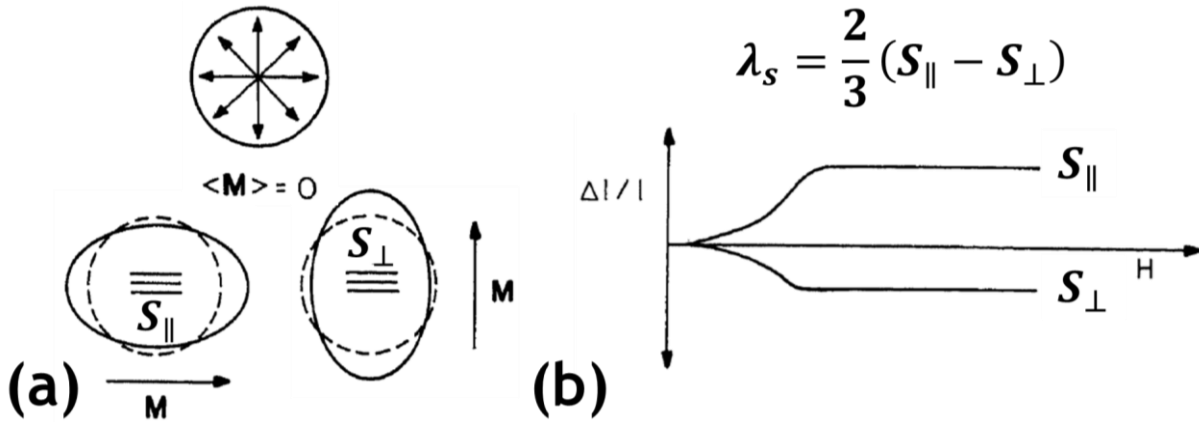 <M> = 0
S∥
S⊥
M
M
(a)
λₛ = 2/3 (S∥ − S⊥)
Δl/l
S∥
H
S⊥
(b)